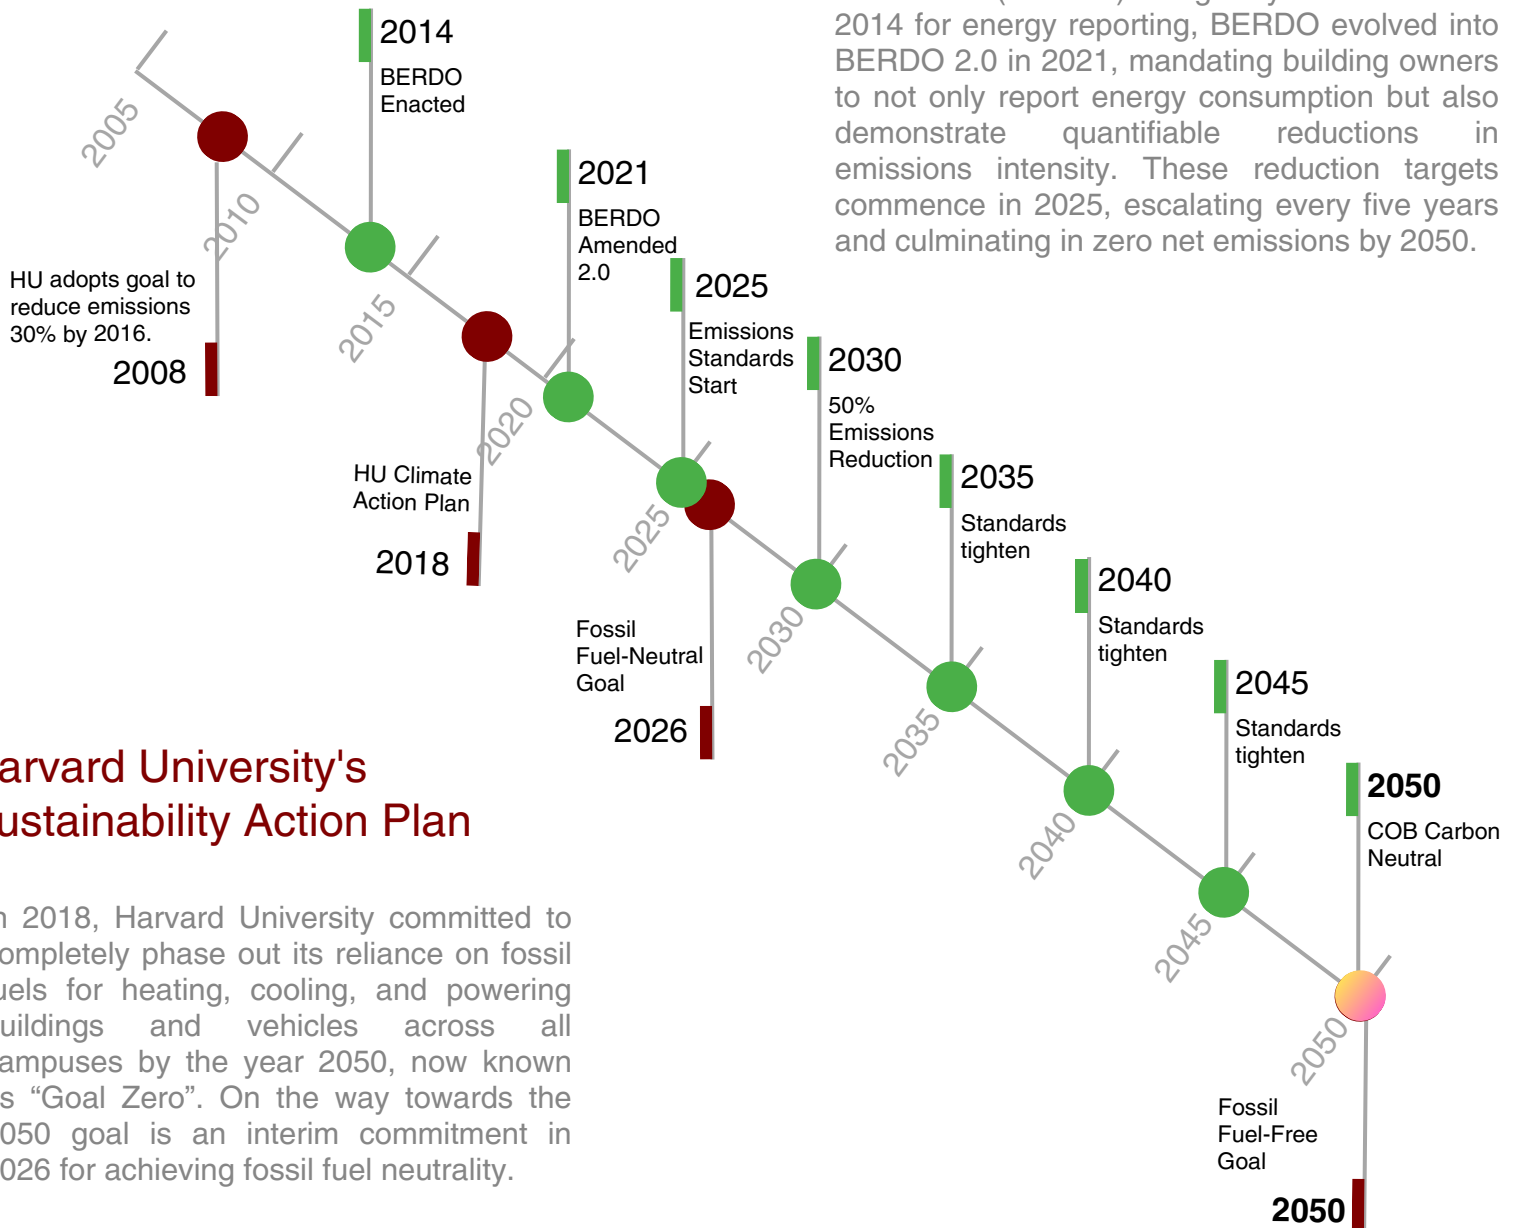 2014 for energy reporting, BERDO evolved into
BERDO 2.0 in 2021, mandating building owners
to not only report energy consumption but also
demonstrate quantifiable reductions in
emissions intensity. These reduction targets
commence in 2025, escalating every five years
and culminating in zero net emissions by 2050.
2014
BERDO
Enacted
2005
2021
BERDO
Amended
2.0
2010
HU adopts goal to
reduce emissions
30% by 2016.
2008
2025
Emissions
Standards
Start
2015
2030
50%
Emissions
Reduction
2020
HU Climate
Action Plan
2018
2035
Standards
tighten
2025
2040
Standards
tighten
2030
Fossil
Fuel-Neutral
Goal
2026
2045
Standards
tighten
2035
2050
COB Carbon
Neutral
2040
2045
2050
Fossil
Fuel-Free
Goal
2050
arvard University's
ustainability Action Plan
n 2018, Harvard University committed to
ompletely phase out its reliance on fossil
uels for heating, cooling, and powering
uildings and vehicles across all
ampuses by the year 2050, now known
s “Goal Zero”. On the way towards the
050 goal is an interim commitment in
026 for achieving fossil fuel neutrality.